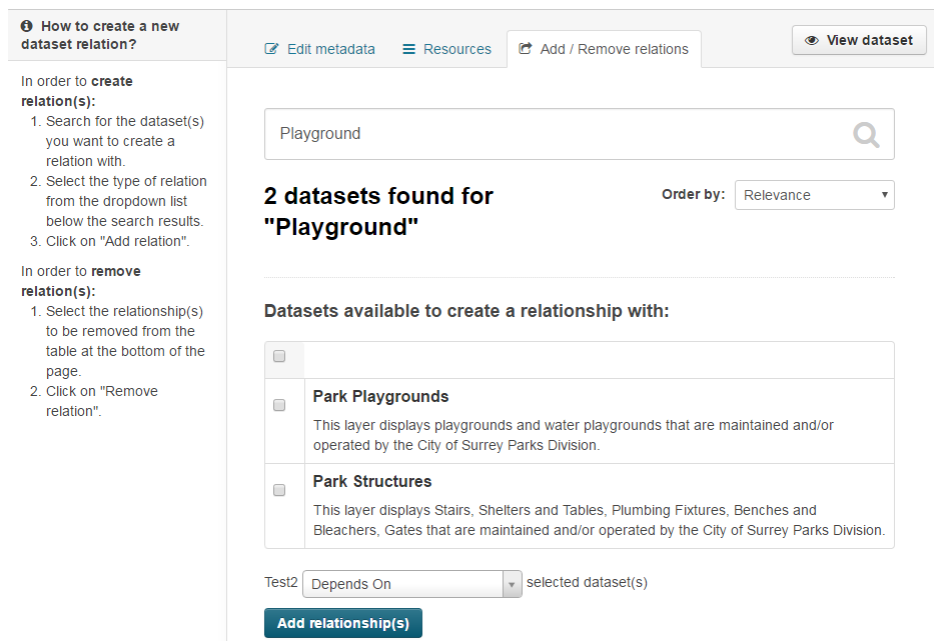 How to create a new
dataset relation?
In order to create
relation(s):
1. Search for the dataset(s)
you want to create a
relation with.
2. Select the type of relation
from the dropdown list
below the search results.
3. Click on "Add relation".
In order to remove
relation(s):
1. Select the relationship(s)
to be removed from the
table at the bottom of the
page.
2. Click on "Remove
relation".
Edit metadata
Resources
Add / Remove relations
View dataset
Playground
2 datasets found for
"Playground"
Order by: Relevance
Datasets available to create a relationship with:
Park Playgrounds
This layer displays playgrounds and water playgrounds that are maintained and/or
operated by the City of Surrey Parks Division.
Park Structures
This layer displays Stairs, Shelters and Tables, Plumbing Fixtures, Benches and
Bleachers, Gates that are maintained and/or operated by the City of Surrey Parks Division.
Test2 Depends On selected dataset(s)
Add relationship(s)